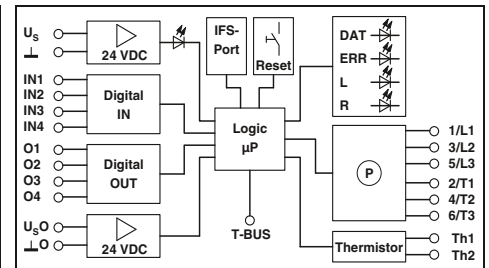 Us
⊥
24 VDC
IFS-
Port
Reset
DAT
ERR
L
R
IN1
IN2
IN3
IN4
Digital
IN
Logic
µP
O1
O2
O3
O4
Digital
OUT
P
1/L1
3/L2
5/L3
2/T1
4/T2
6/T3
UsO
⊥O
24 VDC
T-BUS
Thermistor
Th1
Th2